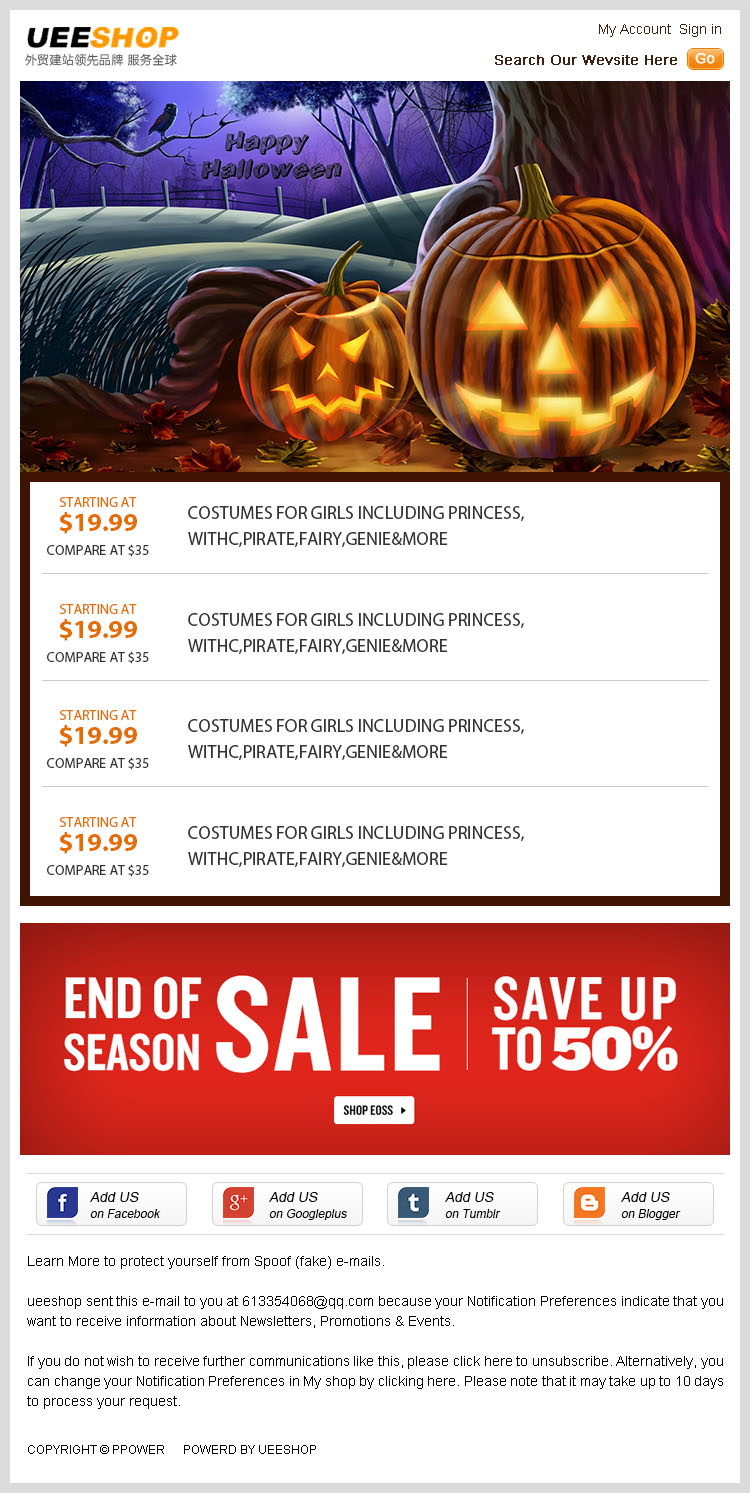 UEESHOP
外贸建站领先品牌 服务全球
My Account Sign in
Search Our Wevsite Here Go
Happy
Halloween
STARTING AT
$19.99
COMPARE AT $35
COSTUMES FOR GIRLS INCLUDING PRINCESS,
WITHC,PIRATE,FAIRY,GENIE&MORE
STARTING AT
$19.99
COMPARE AT $35
COSTUMES FOR GIRLS INCLUDING PRINCESS,
WITHC,PIRATE,FAIRY,GENIE&MORE
STARTING AT
$19.99
COMPARE AT $35
COSTUMES FOR GIRLS INCLUDING PRINCESS,
WITHC,PIRATE,FAIRY,GENIE&MORE
STARTING AT
$19.99
COMPARE AT $35
COSTUMES FOR GIRLS INCLUDING PRINCESS,
WITHC,PIRATE,FAIRY,GENIE&MORE
END OF
SEASON
SALE
SAVE UP
TO 50%
SHOP EOSS
f
Add US
on Facebook
g+
Add US
on Googleplus
t
Add US
on Tumblr
Add US
on Blogger
Learn More to protect yourself from Spoof (fake) e-mails.
ueeshop sent this e-mail to you at 613354068@qq.com because your Notification Preferences indicate that you
want to receive information about Newsletters, Promotions & Events.
If you do not wish to receive further communications like this, please click here to unsubscribe. Alternatively, you
can change your Notification Preferences in My shop by clicking here. Please note that it may take up to 10 days
to process your request.
COPYRIGHT © PPOWER POWERD BY UEESHOP